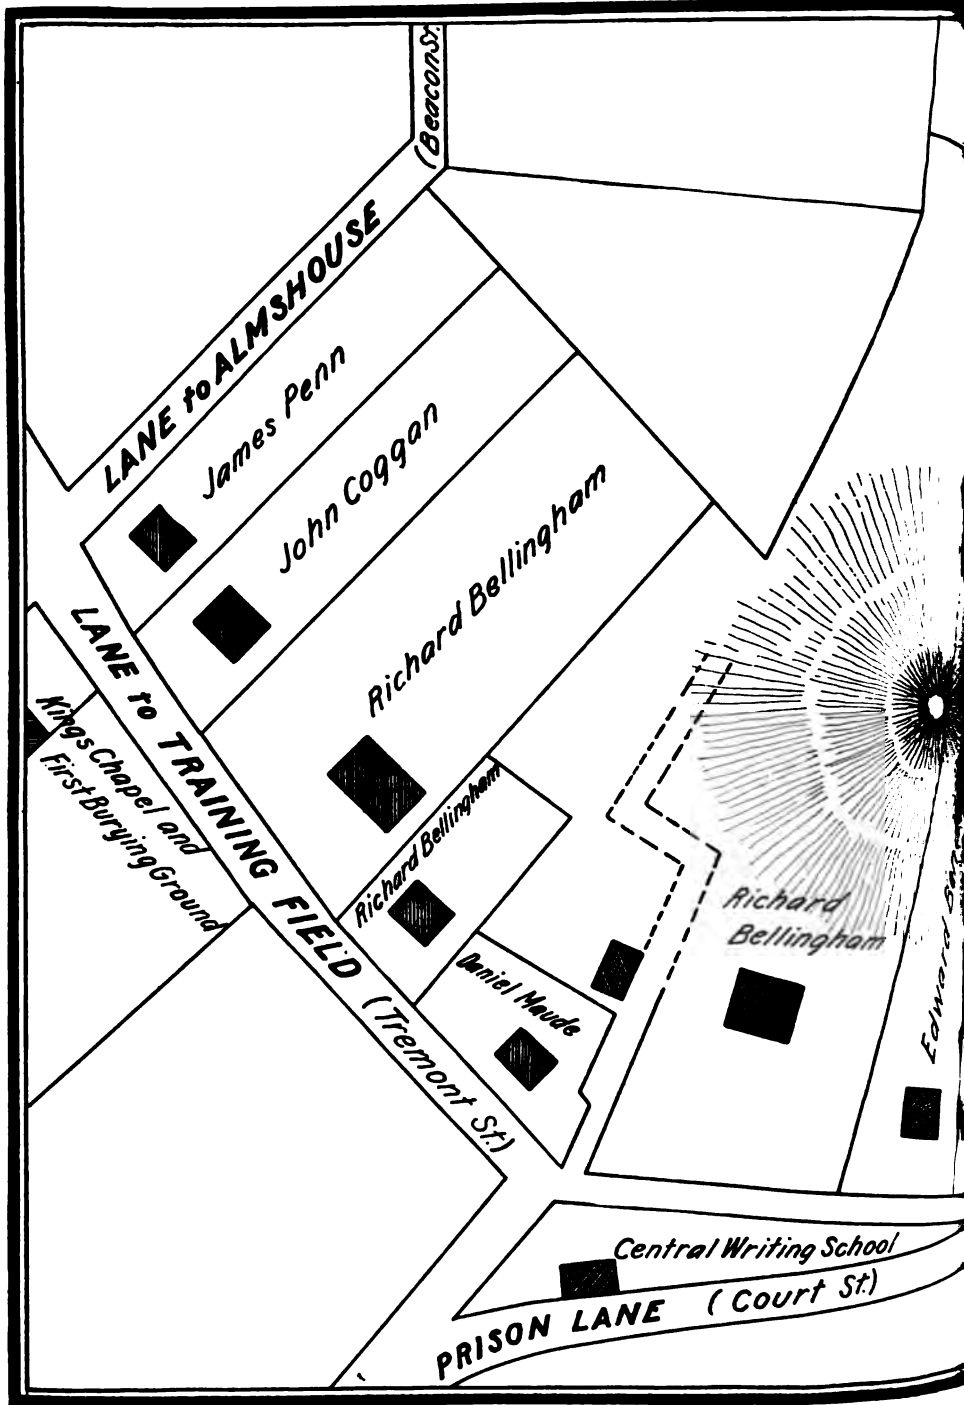 (Beacon St.
LANE to ALMSHOUSE
James Penn
John Coggan
Richard Bellingham
LANE to TRAINING FIELD (Tremont St.)
Kings Chapel and
First Burying Ground
Richard Bellingham
Daniel Maude
Richard
Bellingham
Edward
Central Writing School
PRISON LANE (Court St.)